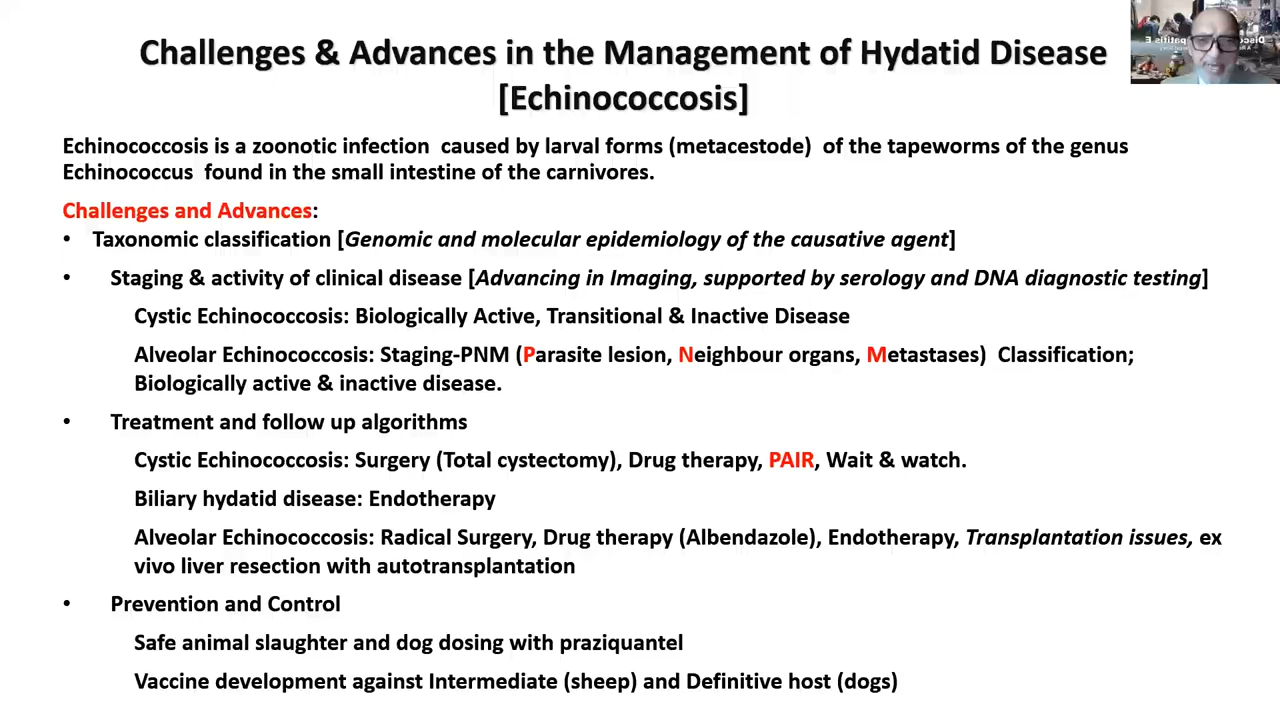 Challenges & Advances in the Management of Hydatid Disease
[Echinococcosis]
Echinococcosis is a zoonotic infection caused by larval forms (metacestode) of the tapeworms of the genus
Echinococcus found in the small intestine of the carnivores.
Challenges and Advances:
• Taxonomic classification [Genomic and molecular epidemiology of the causative agent]
• Staging & activity of clinical disease [Advancing in Imaging, supported by serology and DNA diagnostic testing]
Cystic Echinococcosis: Biologically Active, Transitional & Inactive Disease
Alveolar Echinococcosis: Staging-PNM (Parasite lesion, Neighbour organs, Metastases) Classification;
Biologically active & inactive disease.
• Treatment and follow up algorithms
Cystic Echinococcosis: Surgery (Total cystectomy), Drug therapy, PAIR, Wait & watch.
Biliary hydatid disease: Endotherapy
Alveolar Echinococcosis: Radical Surgery, Drug therapy (Albendazole), Endotherapy, Transplantation issues, ex
vivo liver resection with autotransplantation
• Prevention and Control
Safe animal slaughter and dog dosing with praziquantel
Vaccine development against Intermediate (sheep) and Definitive host (dogs)